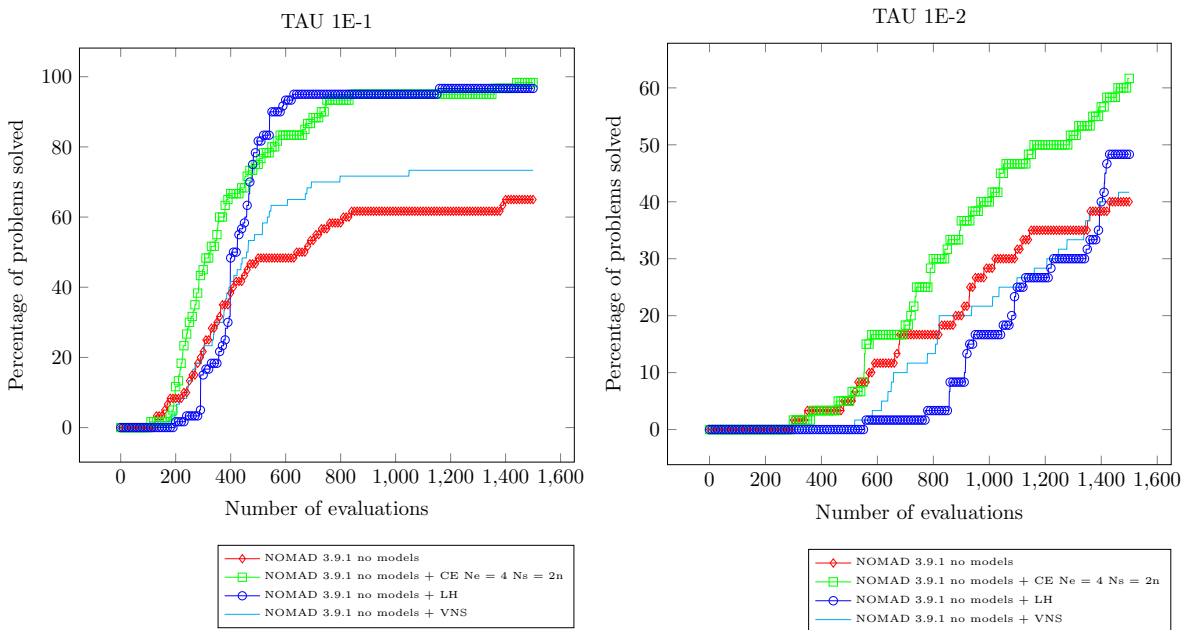 TAU 1E-1
Percentage of problems solved
100
80
60
40
20
0
0 200 400 600 800 1,000 1,200 1,400 1,600
Number of evaluations
NOMAD 3.9.1 no models
NOMAD 3.9.1 no models + CE Ne = 4 Ns = 2n
NOMAD 3.9.1 no models + LH
NOMAD 3.9.1 no models + VNS
TAU 1E-2
Percentage of problems solved
60
50
40
30
20
10
0
0 200 400 600 800 1,000 1,200 1,400 1,600
Number of evaluations
NOMAD 3.9.1 no models
NOMAD 3.9.1 no models + CE Ne = 4 Ns = 2n
NOMAD 3.9.1 no models + LH
NOMAD 3.9.1 no models + VNS